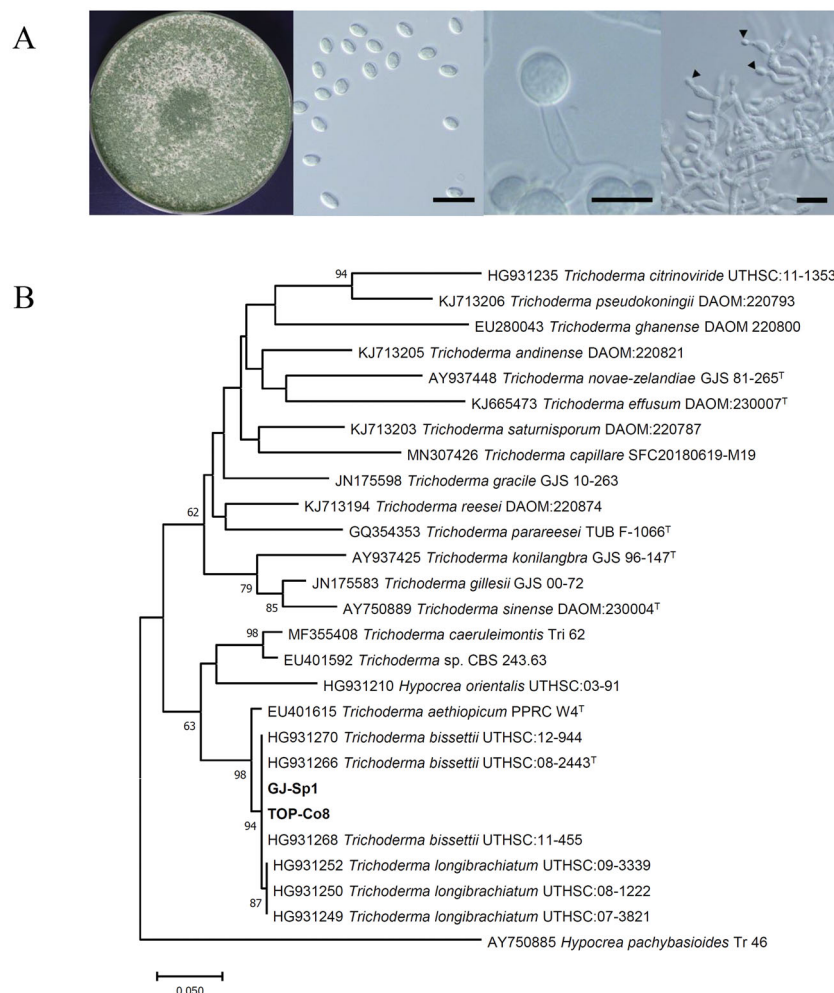 A
B
94
HG931235 Trichoderma citrinoviride UTHSC:11-1353
KJ713206 Trichoderma pseudokoningii DAOM:220793
EU280043 Trichoderma ghanense DAOM 220800
KJ713205 Trichoderma andinense DAOM:220821
AY937448 Trichoderma novae-zelandiae GJS 81-265ᵀ
KJ665473 Trichoderma effusum DAOM:230007ᵀ
KJ713203 Trichoderma saturnisporum DAOM:220787
MN307426 Trichoderma capillare SFC20180619-M19
JN175598 Trichoderma gracile GJS 10-263
KJ713194 Trichoderma reesei DAOM:220874
62
GQ354353 Trichoderma parareesei TUB F-1066ᵀ
AY937425 Trichoderma konilangbra GJS 96-147ᵀ
79
JN175583 Trichoderma gillesii GJS 00-72
85
AY750889 Trichoderma sinense DAOM:230004ᵀ
98
MF355408 Trichoderma caeruleimontis Tri 62
EU401592 Trichoderma sp. CBS 243.63
HG931210 Hypocrea orientalis UTHSC:03-91
63
EU401615 Trichoderma aethiopicum PPRC W4ᵀ
HG931270 Trichoderma bissettii UTHSC:12-944
HG931266 Trichoderma bissettii UTHSC:08-2443ᵀ
98
GJ-Sp1
TOP-Co8
94
HG931268 Trichoderma bissettii UTHSC:11-455
HG931252 Trichoderma longibrachiatum UTHSC:09-3339
HG931250 Trichoderma longibrachiatum UTHSC:08-1222
87
HG931249 Trichoderma longibrachiatum UTHSC:07-3821
AY750885 Hypocrea pachybasioides Tr 46
0.050